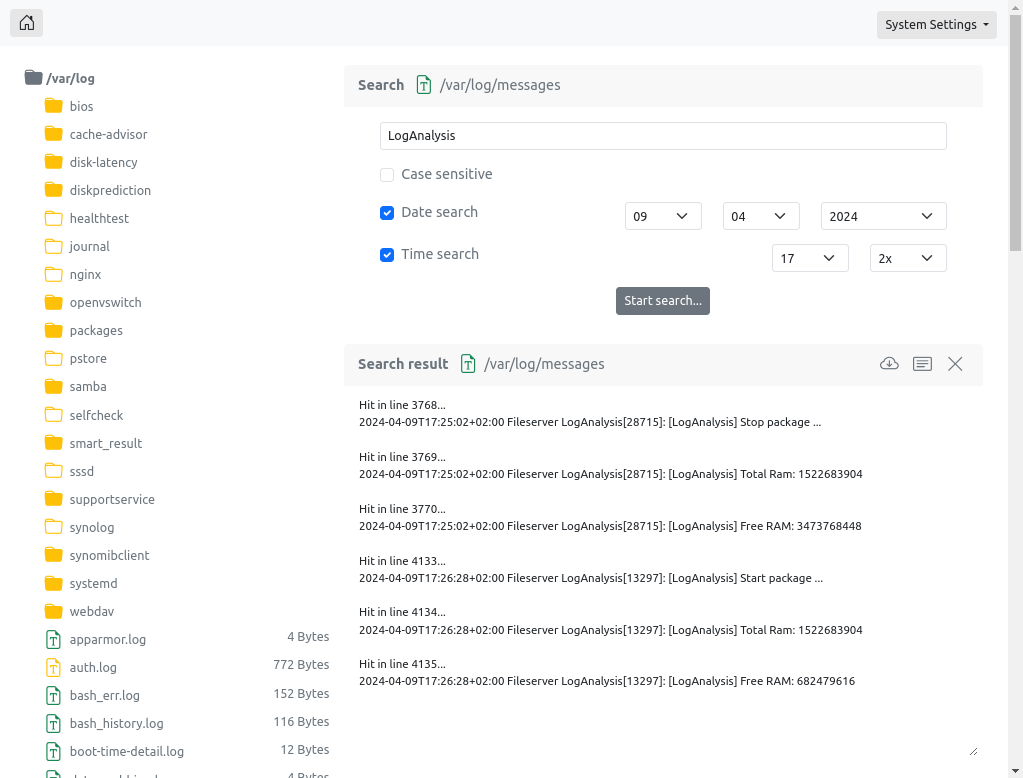 System Settings
/var/log
bios
cache-advisor
disk-latency
diskprediction
healthtest
journal
nginx
openvswitch
packages
pstore
samba
selfcheck
smart_result
sssd
supportservice
synolog
synomibclient
systemd
webdav
apparmor.log 4 Bytes
auth.log 772 Bytes
bash_err.log 152 Bytes
bash_history.log 116 Bytes
boot-time-detail.log 12 Bytes
Search /var/log/messages
LogAnalysis
Case sensitive
Date search 09 04 2024
Time search 17 2x
Start search...
Search result /var/log/messages
Hit in line 3768...
2024-04-09T17:25:02+02:00 Fileserver LogAnalysis[28715]: [LogAnalysis] Stop package ...
Hit in line 3769...
2024-04-09T17:25:02+02:00 Fileserver LogAnalysis[28715]: [LogAnalysis] Total Ram: 1522683904
Hit in line 3770...
2024-04-09T17:25:02+02:00 Fileserver LogAnalysis[28715]: [LogAnalysis] Free RAM: 3473768448
Hit in line 4133...
2024-04-09T17:26:28+02:00 Fileserver LogAnalysis[13297]: [LogAnalysis] Start package ...
Hit in line 4134...
2024-04-09T17:26:28+02:00 Fileserver LogAnalysis[13297]: [LogAnalysis] Total Ram: 1522683904
Hit in line 4135...
2024-04-09T17:26:28+02:00 Fileserver LogAnalysis[13297]: [LogAnalysis] Free RAM: 682479616